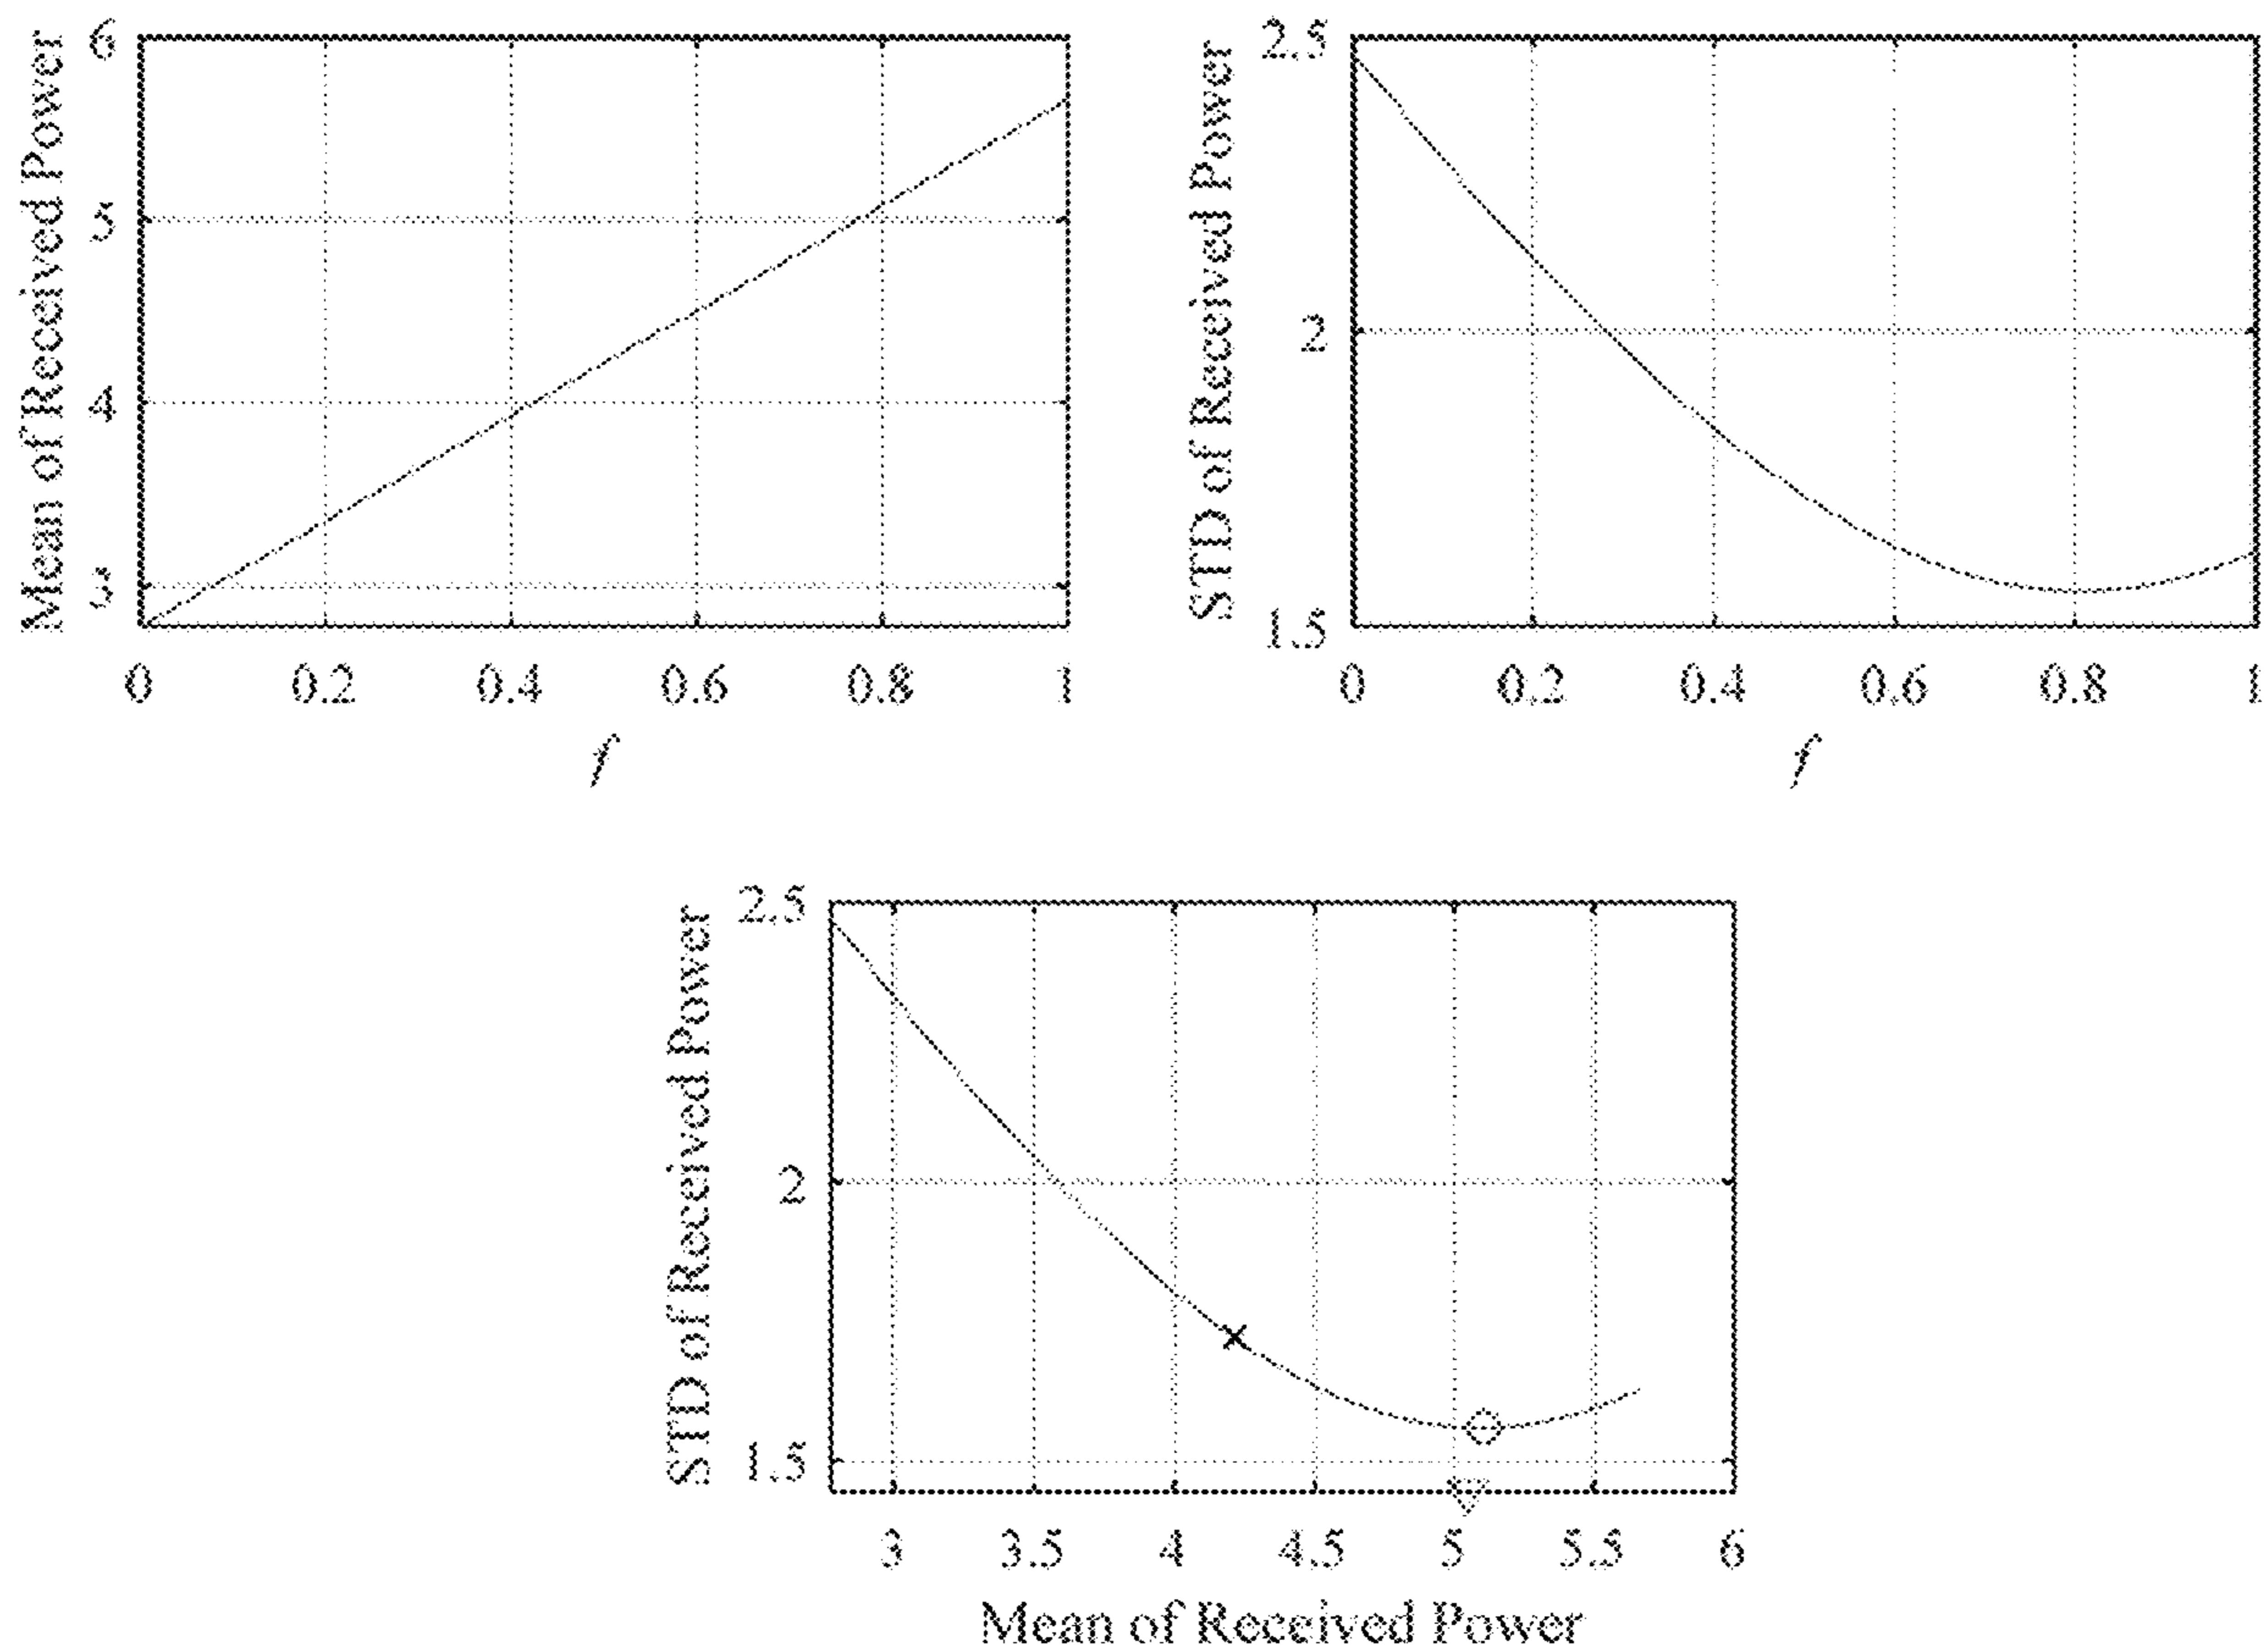 Mean of Received Power
6
5
4
3
0 0.2 0.4 0.6 0.8 1
f
STD of Received Power
2.5
2
1.5
0 0.2 0.4 0.6 0.8 1
f
STD of Received Power
2.5
2
1.5
3 3.5 4 4.5 5 5.5 6
Mean of Received Power